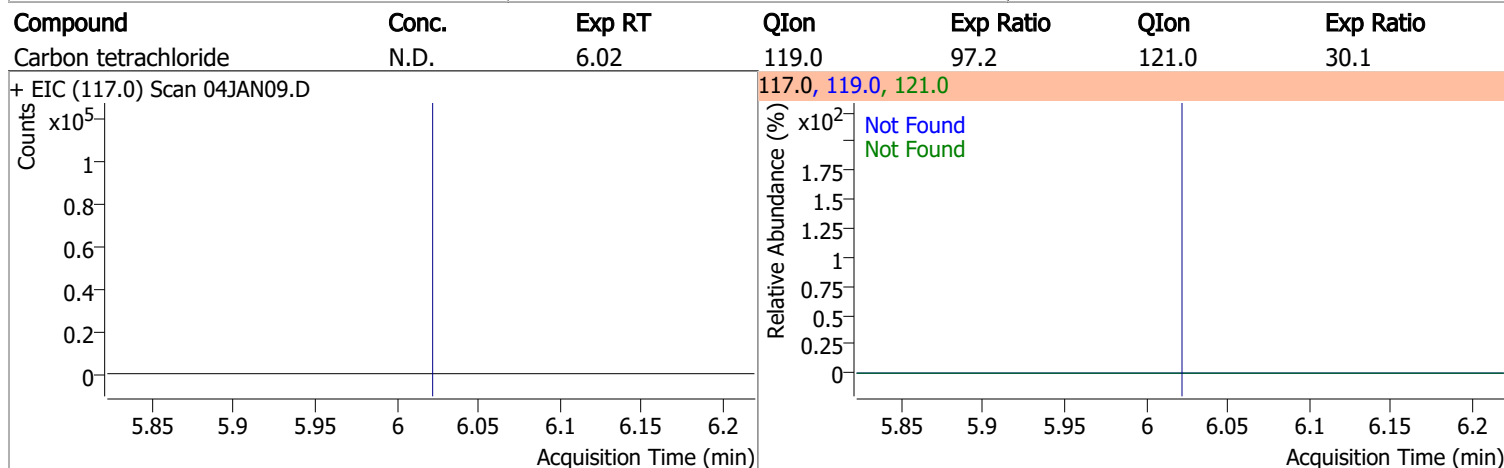 Compound Conc. Exp RT QIon Exp Ratio QIon Exp Ratio
Carbon tetrachloride N.D. 6.02 119.0 97.2 121.0 30.1
+ EIC (117.0) Scan 04JAN09.D
Counts
x10⁵
1
0.8
0.6
0.4
0.2
0
5.85 5.9 5.95 6 6.05 6.1 6.15 6.2
Acquisition Time (min)
117.0, 119.0, 121.0
Relative Abundance (%)
x10²
Not Found
Not Found
1.75
1.5
1.25
1
0.75
0.5
0.25
0
5.85 5.9 5.95 6 6.05 6.1 6.15 6.2
Acquisition Time (min)